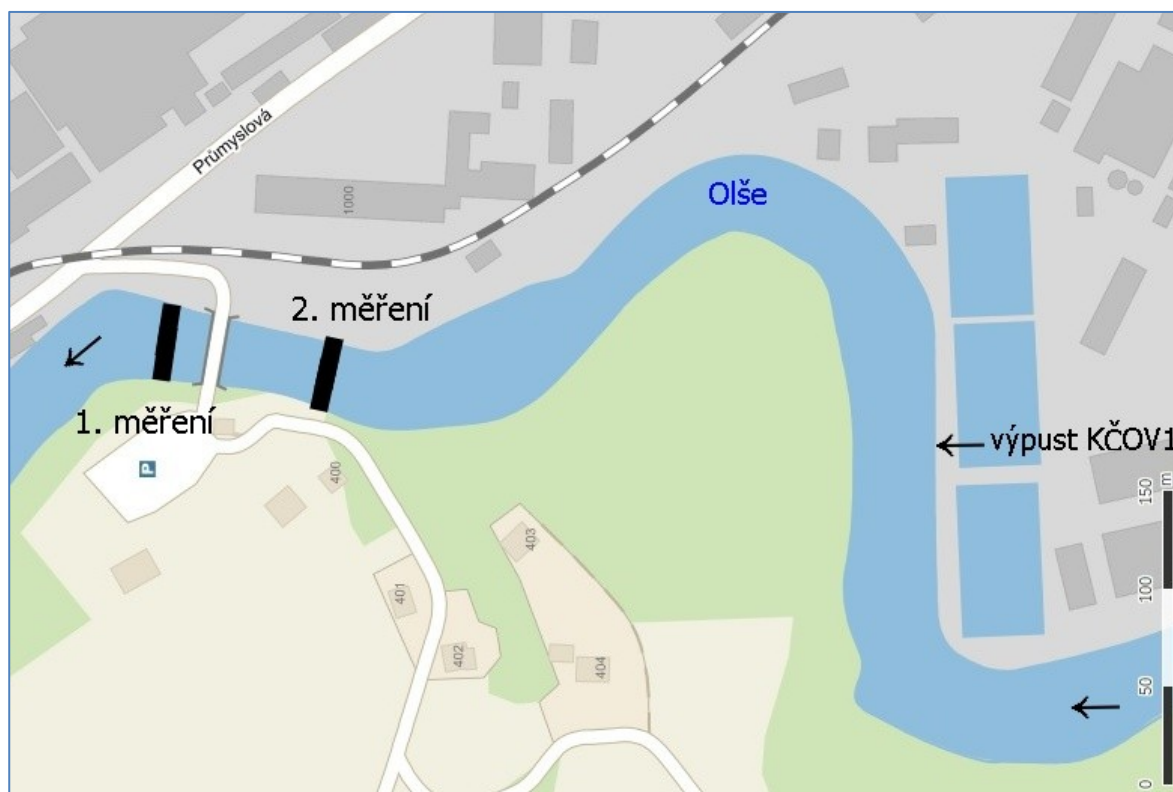 Průmyslová
1000
Olše
2. měření
1. měření
výpust KČOV1
P
400
403
401
402
404
150 m
100
50
0